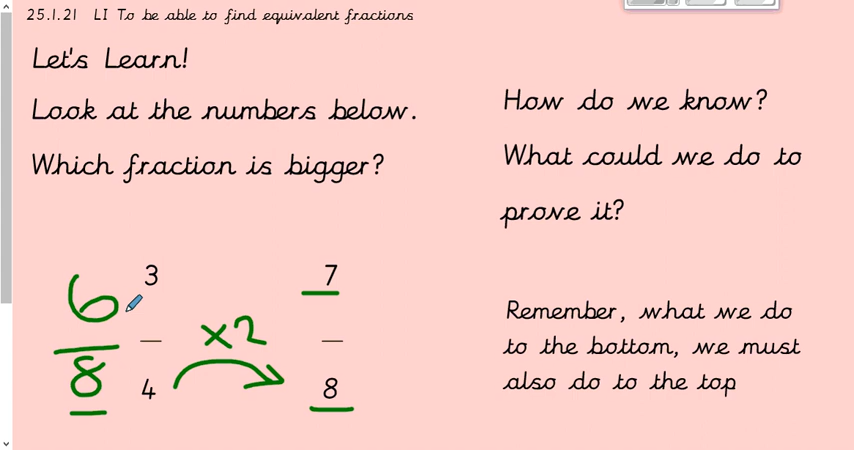 25.1.21 LI To be able to find equivalent fractions
Let's Learn!
Look at the numbers below.
Which fraction is bigger?
How do we know?
What could we do to
prove it?
6
8
3
4
x2
7
8
Remember, what we do
to the bottom, we must
also do to the top